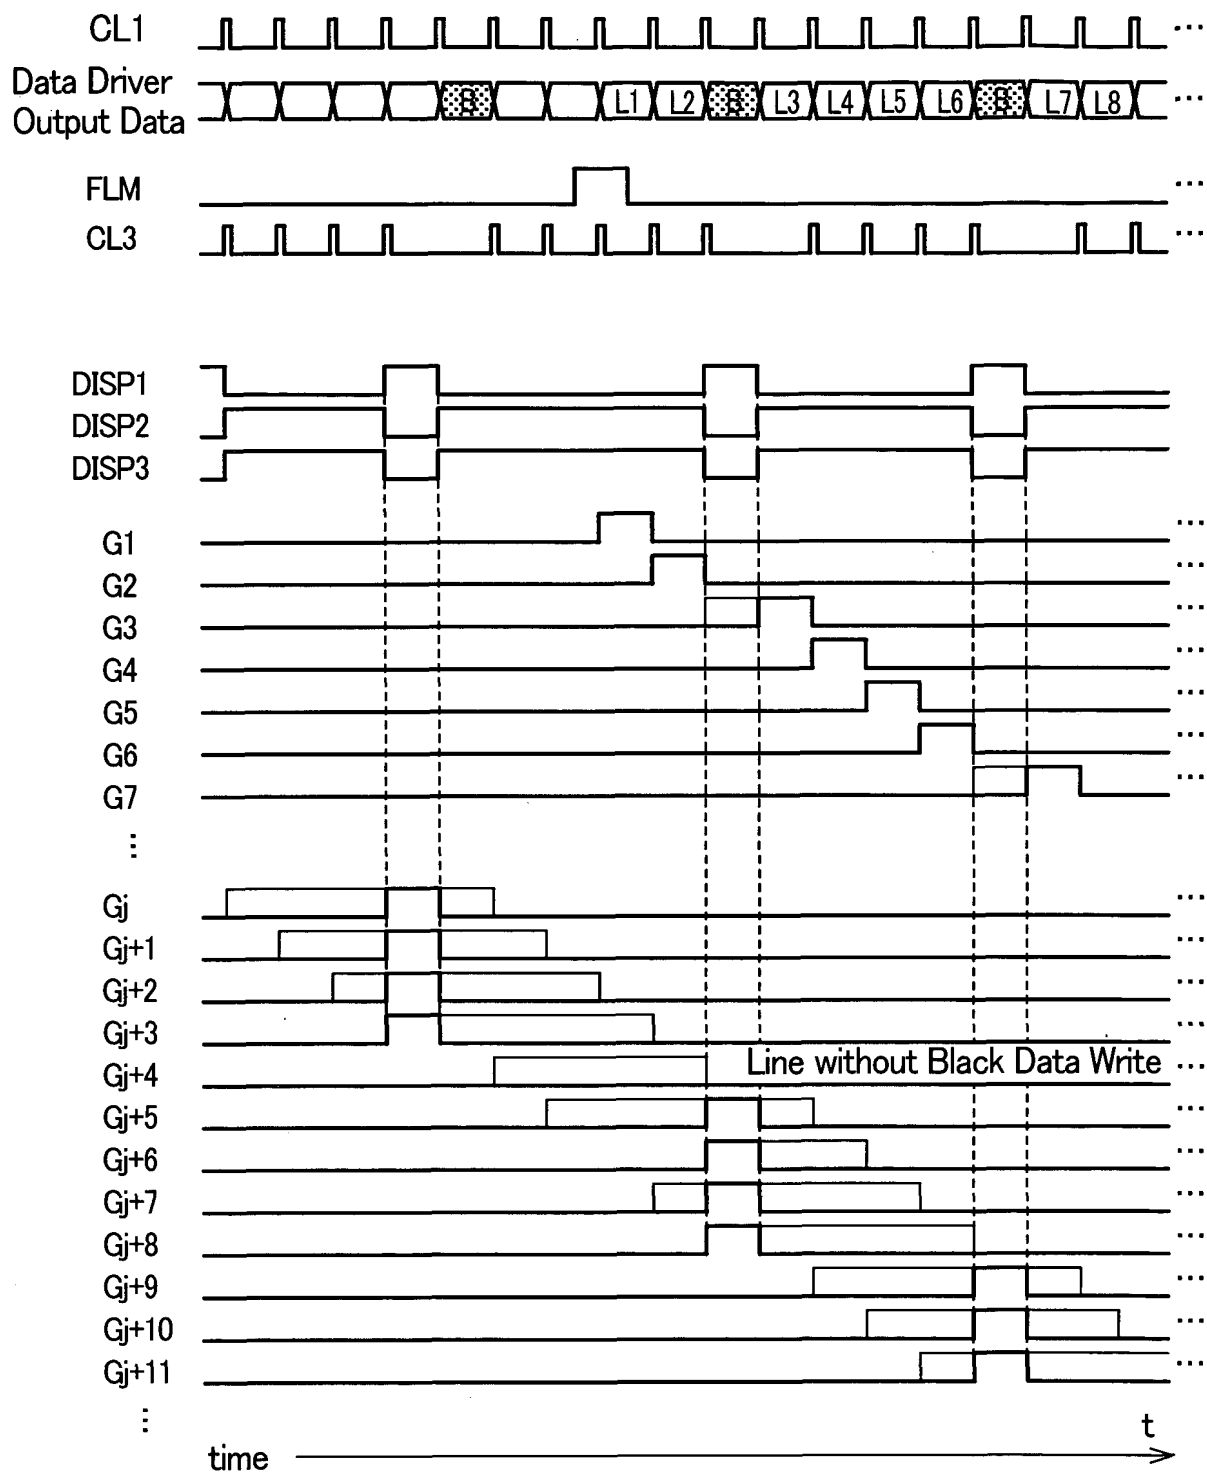 CL1 ...
Data Driver
Output Data B L1 L2 B L3 L4 L5 L6 B L7 L8 ...
FLM ...
CL3 ...
DISP1
DISP2
DISP3
G1 ...
G2 ...
G3 ...
G4 ...
G5 ...
G6 ...
G7 ...
⋮
Gj ...
Gj+1 ...
Gj+2 ...
Gj+3 ...
Gj+4 Line without Black Data Write ...
Gj+5 ...
Gj+6 ...
Gj+7 ...
Gj+8 ...
Gj+9 ...
Gj+10 ...
Gj+11 ...
⋮
t
time